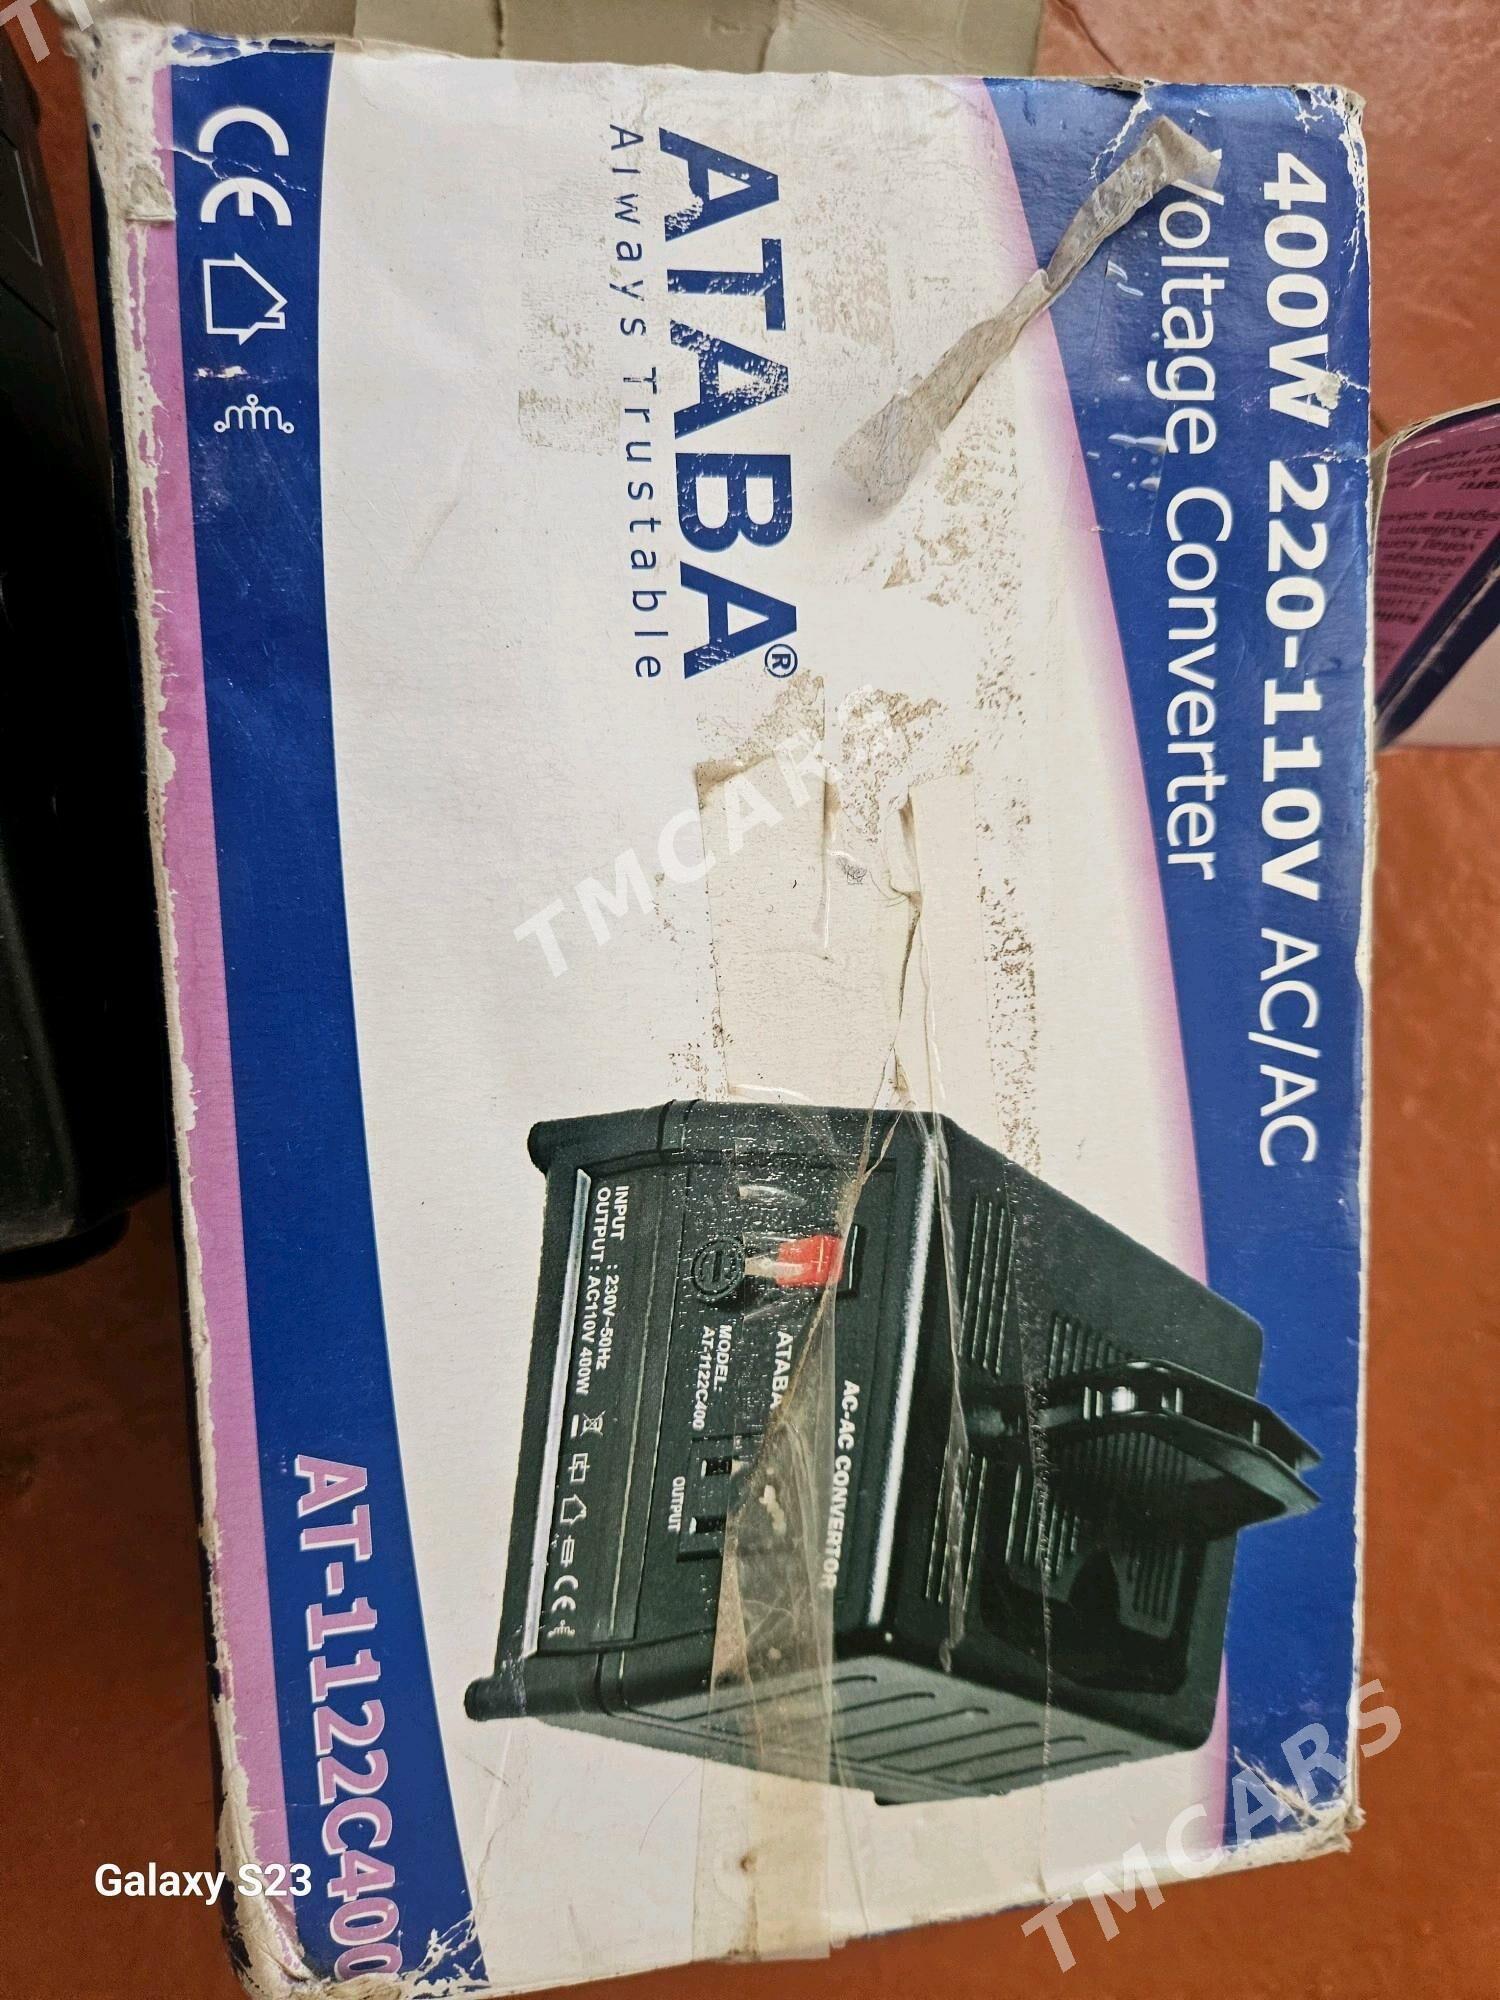 400W 220-110V AC/AC
Voltage Converter
ATABA®
Always Trustable
AC-AC CONVERTOR
ATABA
MODEL:
AT-1122C400
OUTPUT
INPUT : 230V~50Hz
OUTPUT : AC110V 400W
CE
CE
AT-1122C400
TMCARS
TMCARS
Galaxy S23